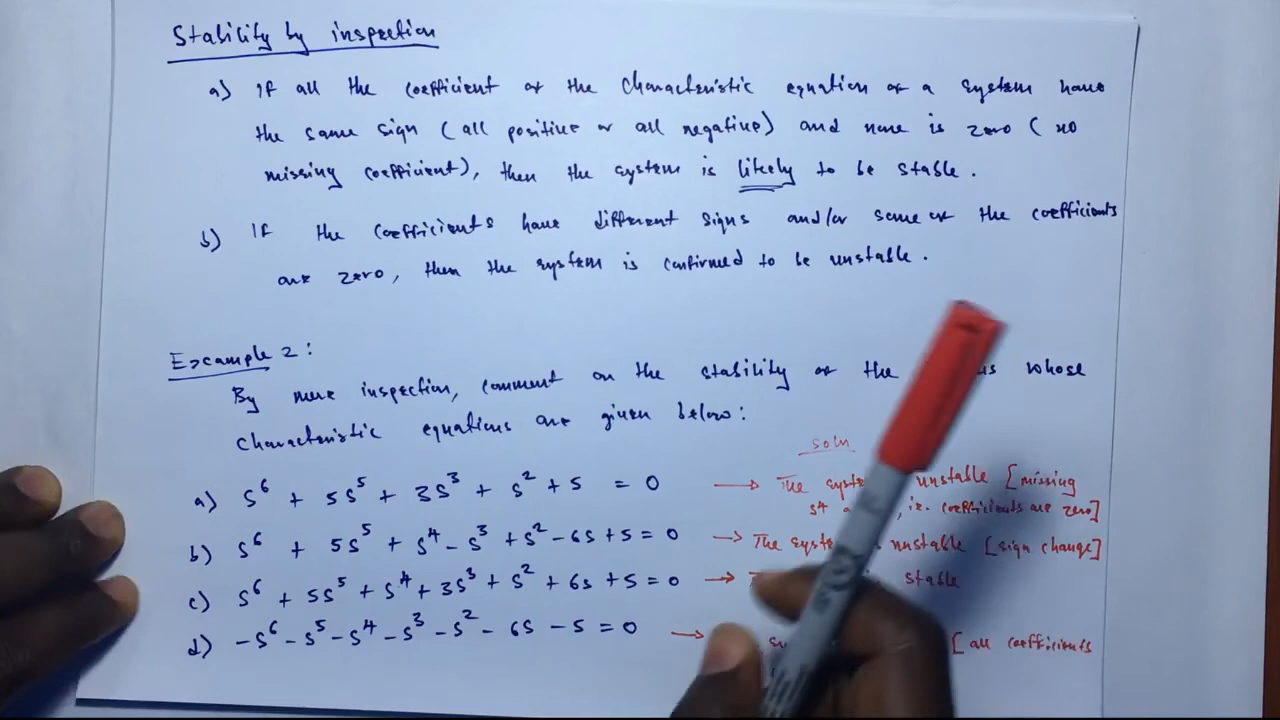 Stability by inspection
a) If all the coefficient of the characteristic equation of a system have
the same sign (all positive or all negative) and none is zero (no
missing coefficient), then the system is likely to be stable.
b) If the coefficients have different signs and/or some of the coefficients
are zero, then the system is confirmed to be unstable.
Example 2:
By mere inspection, comment on the stability of the whose
characteristic equations are given below:
soln
a) s⁶ + 5s⁵ + 3s³ + s² + 5 = 0 → The unstable [missing
s⁴ , i.e. coefficients are zero]
b) s⁶ + 5s⁵ + s⁴ - s³ + s² - 6s + 5 = 0 → The unstable [sign change]
c) s⁶ + 5s⁵ + s⁴ + 3s³ + s² + 6s + 5 = 0 → stable
d) -s⁶ - s⁵ - s⁴ - s³ - s² - 6s - 5 = 0 → [all coefficients